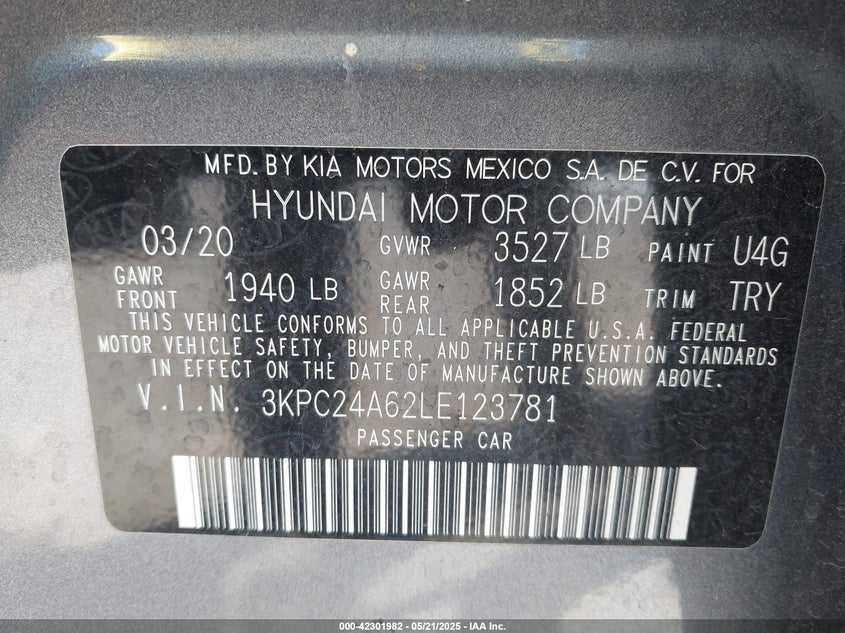 MFD. BY KIA MOTORS MEXICO S.A. DE C.V. FOR
HYUNDAI MOTOR COMPANY
03/20 GVWR 3527 LB PAINT U4G
GAWR FRONT 1940 LB GAWR REAR 1852 LB TRIM TRY
THIS VEHICLE CONFORMS TO ALL APPLICABLE U.S.A. FEDERAL
MOTOR VEHICLE SAFETY, BUMPER, AND THEFT PREVENTION STANDARDS
IN EFFECT ON THE DATE OF MANUFACTURE SHOWN ABOVE.
V.I.N. 3KPC24A62LE123781
PASSENGER CAR
000-42301982 - 05/21/2025 - IAA Inc.